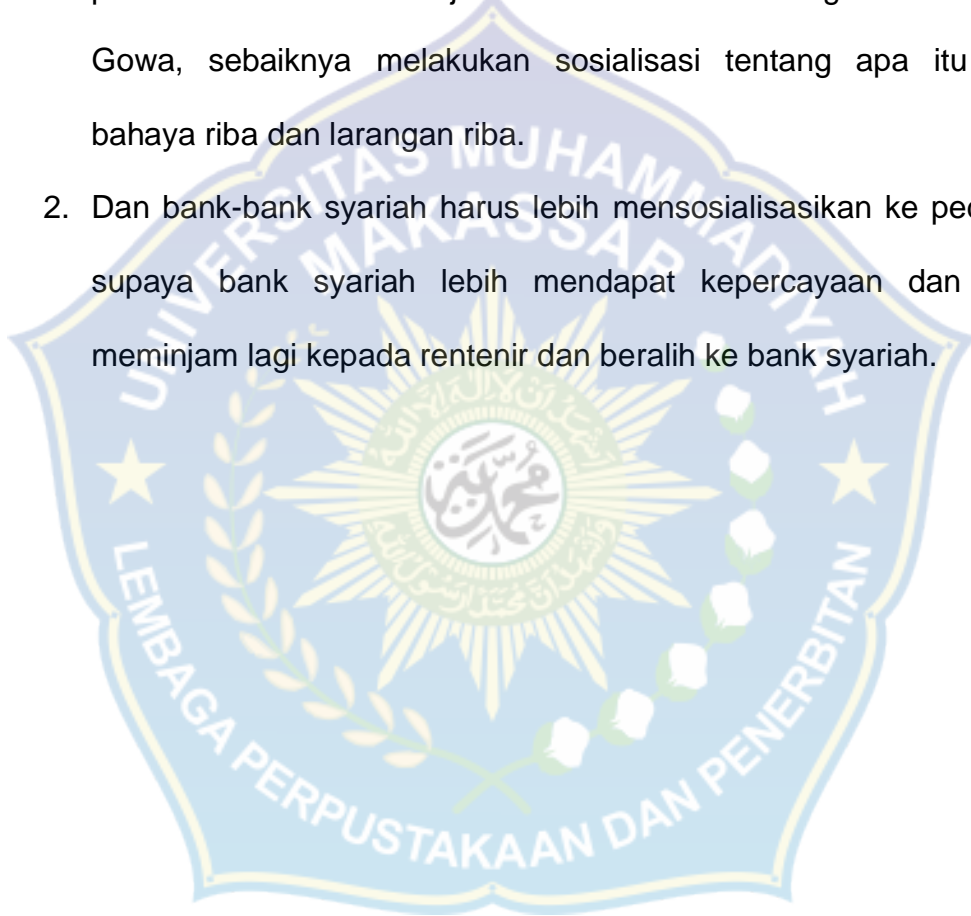 Gowa, sebaiknya melakukan sosialisasi tentang apa itu
bahaya riba dan larangan riba.
2. Dan bank-bank syariah harus lebih mensosialisasikan ke
supaya bank syariah lebih mendapat kepercayaan dan
meminjam lagi kepada rentenir dan beralih ke bank syariah.
UNIVERSITAS MUHAMMADIYAH
MAKASSAR
LEMBAGA PERPUSTAKAAN DAN PENERBITAN
محمدية